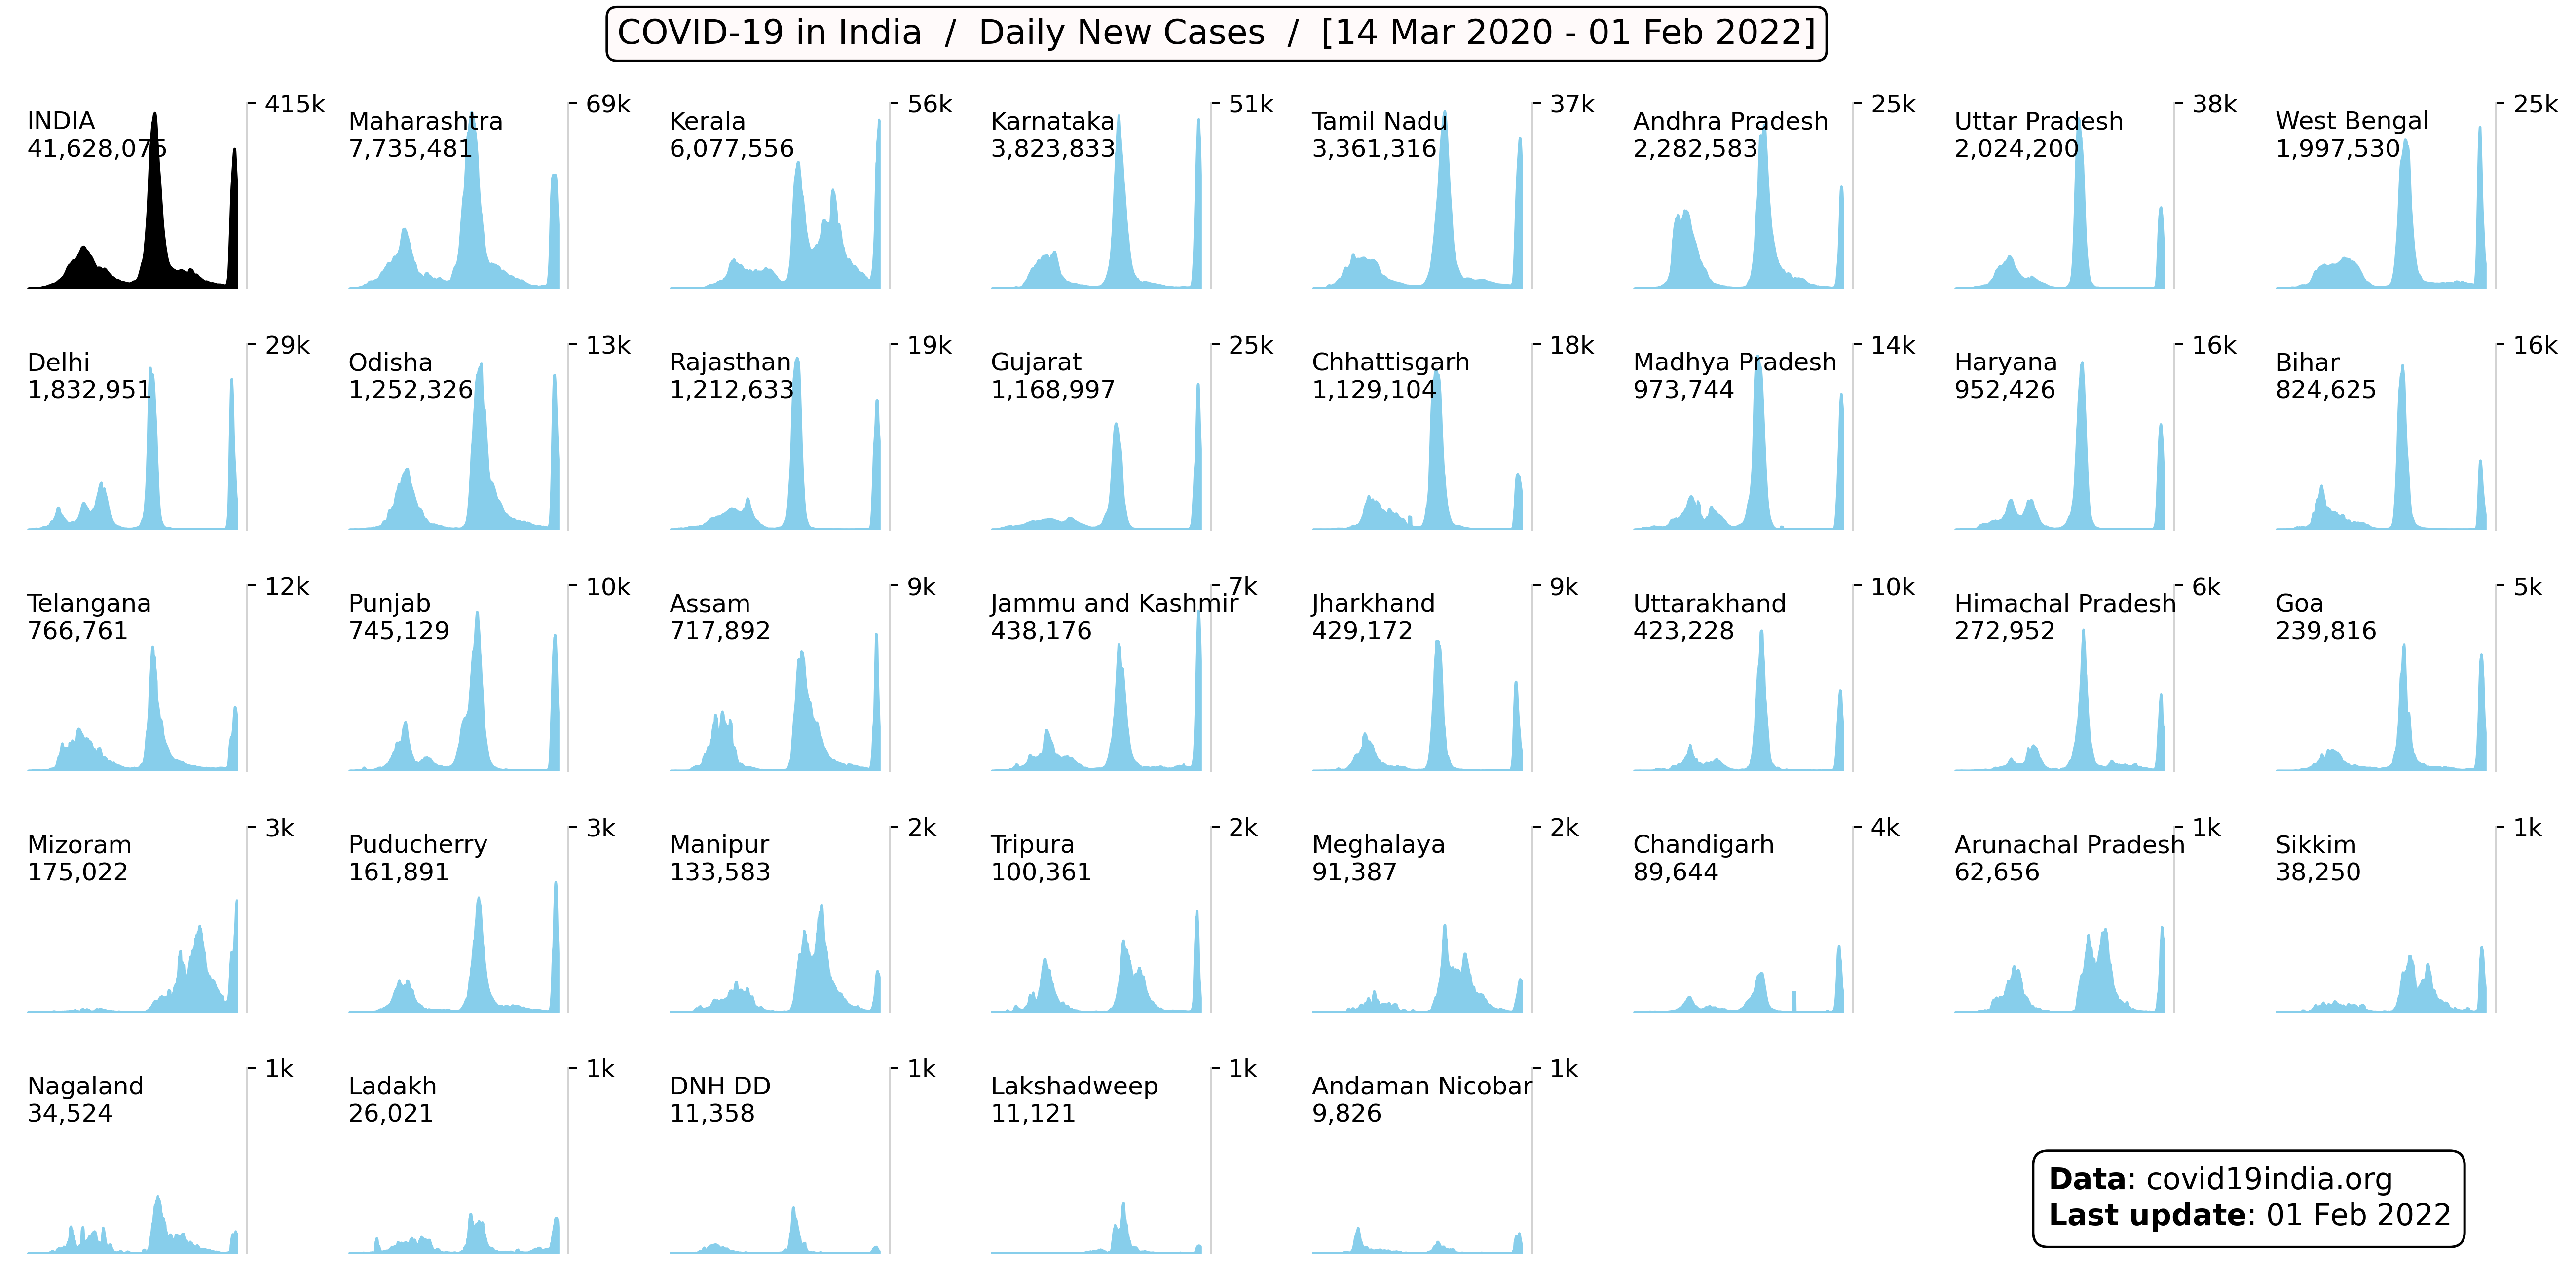 COVID-19 in India / Daily New Cases / [14 Mar 2020 - 01 Feb 2022]
INDIA
41,628,076
415k
Maharashtra
7,735,481
69k
Kerala
6,077,556
56k
Karnataka
3,823,833
51k
Tamil Nadu
3,361,316
37k
Andhra Pradesh
2,282,583
25k
Uttar Pradesh
2,024,200
38k
West Bengal
1,997,530
25k
Delhi
1,832,951
29k
Odisha
1,252,326
13k
Rajasthan
1,212,633
19k
Gujarat
1,168,997
25k
Chhattisgarh
1,129,104
18k
Madhya Pradesh
973,744
14k
Haryana
952,426
16k
Bihar
824,625
16k
Telangana
766,761
12k
Punjab
745,129
10k
Assam
717,892
9k
Jammu and Kashmir
438,176
7k
Jharkhand
429,172
9k
Uttarakhand
423,228
10k
Himachal Pradesh
272,952
6k
Goa
239,816
5k
Mizoram
175,022
3k
Puducherry
161,891
3k
Manipur
133,583
2k
Tripura
100,361
2k
Meghalaya
91,387
2k
Chandigarh
89,644
4k
Arunachal Pradesh
62,656
1k
Sikkim
38,250
1k
Nagaland
34,524
1k
Ladakh
26,021
1k
DNH DD
11,358
1k
Lakshadweep
11,121
1k
Andaman Nicobar
9,826
1k
Data: covid19india.org
Last update: 01 Feb 2022